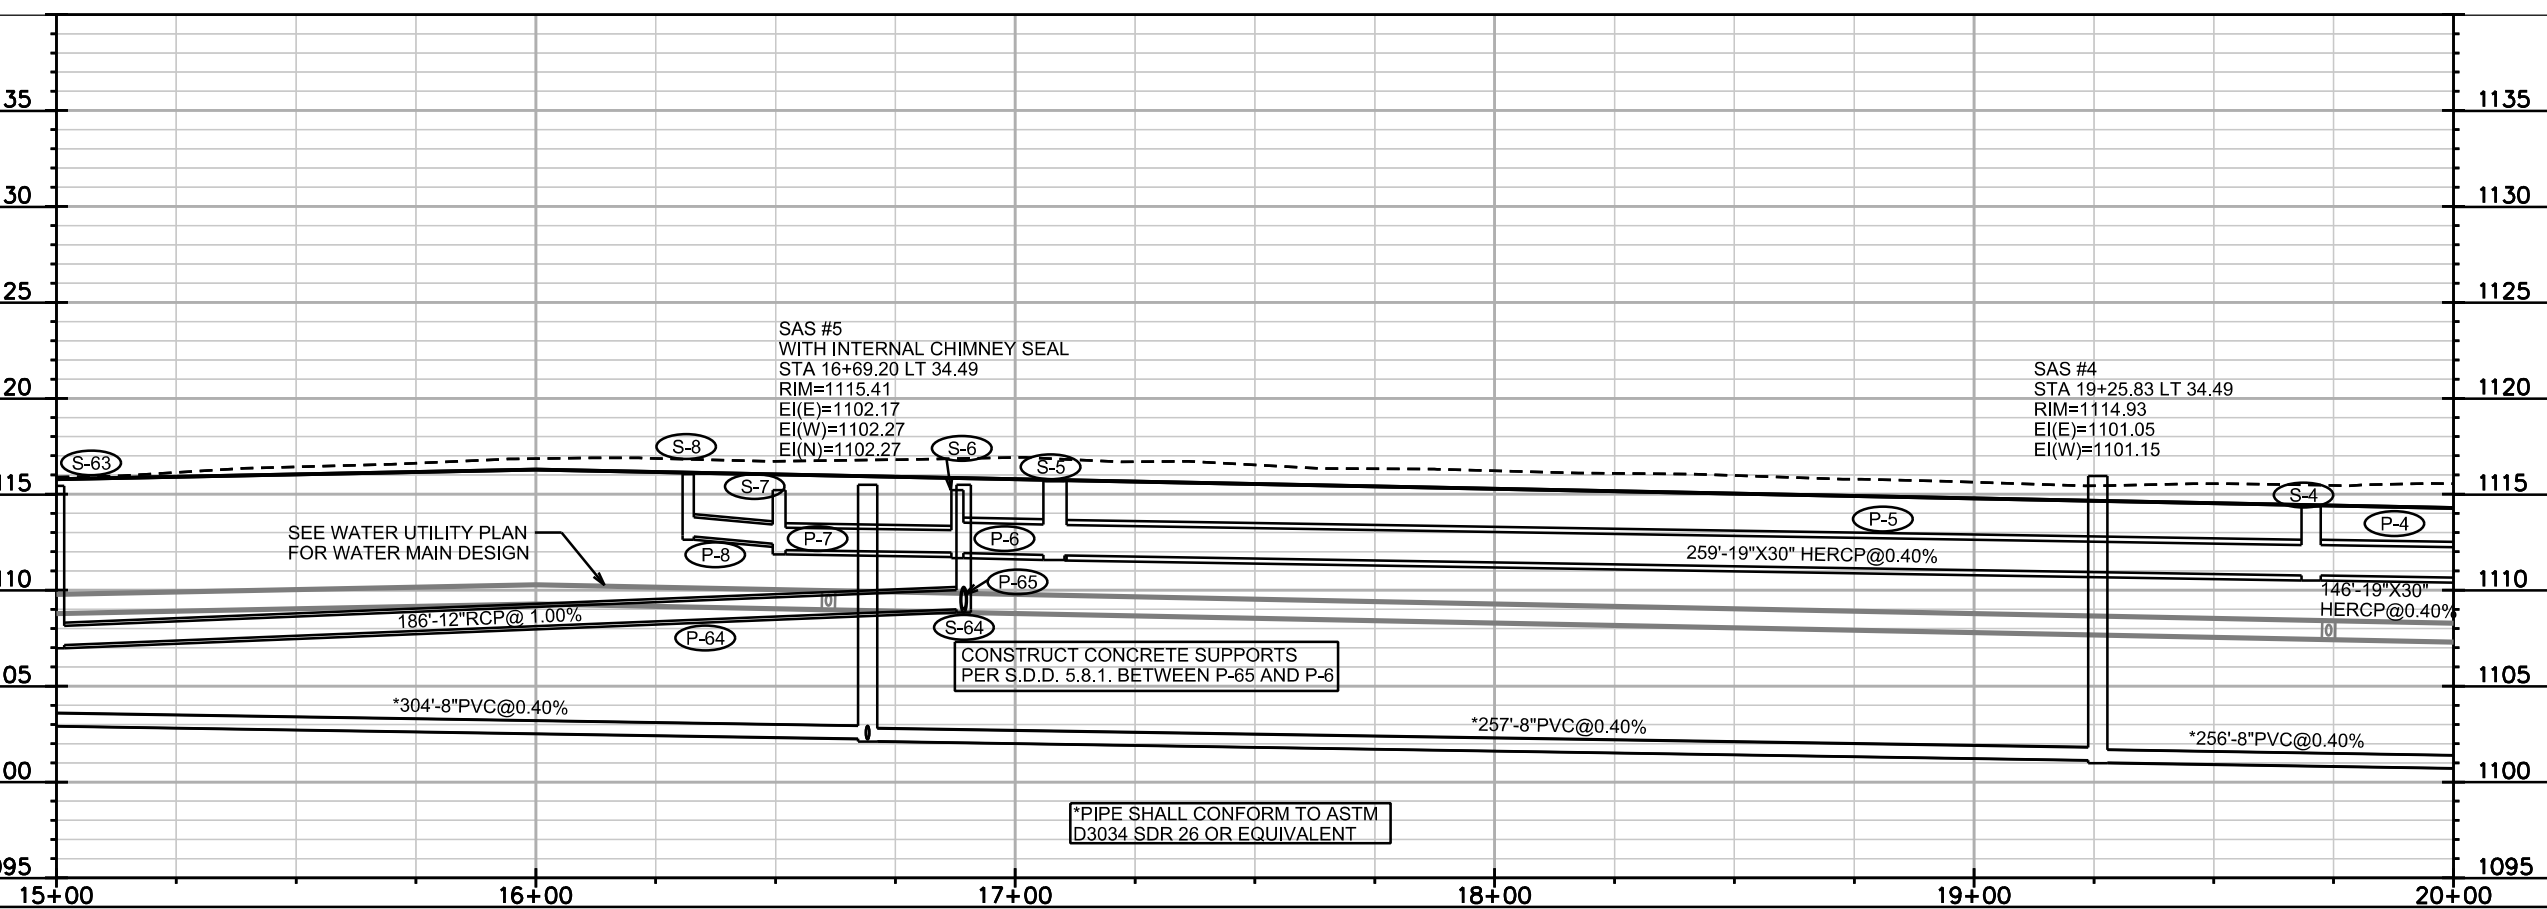 35
1135
30
1130
25
1125
SAS #5
WITH INTERNAL CHIMNEY SEAL
STA 16+69.20 LT 34.49
RIM=1115.41
EI(E)=1102.17
EI(W)=1102.27
EI(N)=1102.27
SAS #4
STA 19+25.83 LT 34.49
RIM=1114.93
EI(E)=1101.05
EI(W)=1101.15
20
1120
S-63
S-8
S-7
S-6
S-5
S-4
115
1115
SEE WATER UTILITY PLAN
FOR WATER MAIN DESIGN
P-8
P-7
P-6
P-5
P-4
259'-19"X30" HERCP@0.40%
110
1110
P-65
146'-19"X30"
HERCP@0.40%
186'-12"RCP@ 1.00%
P-64
S-64
CONSTRUCT CONCRETE SUPPORTS
PER S.D.D. 5.8.1. BETWEEN P-65 AND P-6
105
1105
*304'-8"PVC@0.40%
*257'-8"PVC@0.40%
*256'-8"PVC@0.40%
100
1100
*PIPE SHALL CONFORM TO ASTM
D3034 SDR 26 OR EQUIVALENT
095
1095
15+00
16+00
17+00
18+00
19+00
20+00